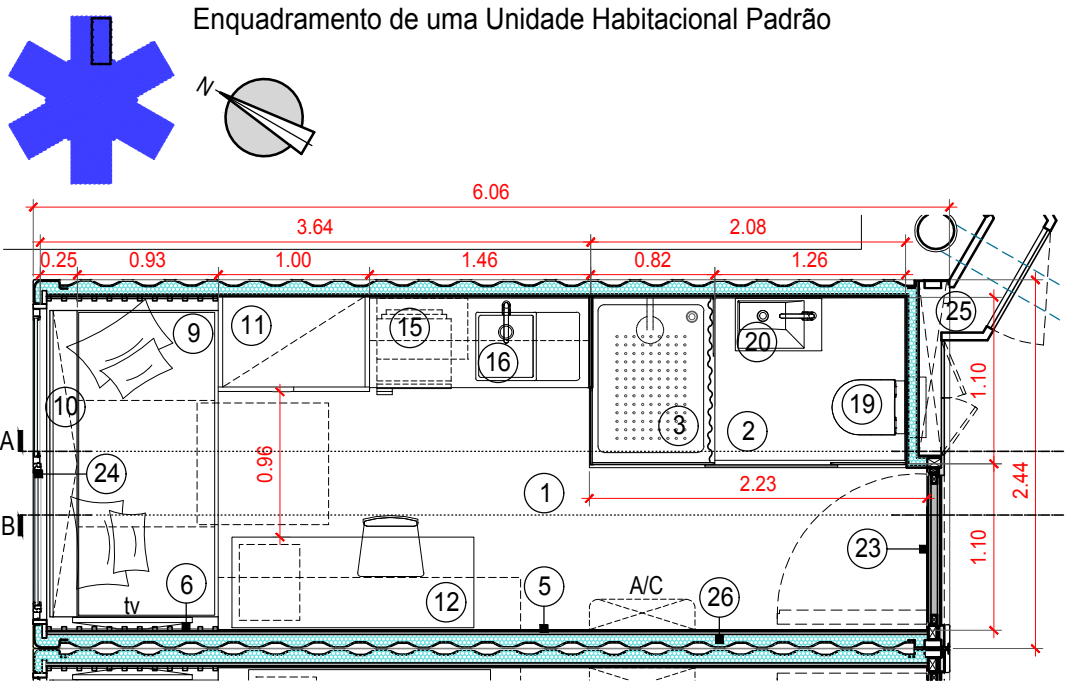 Enquadramento de uma Unidade Habitacional Padrão
N
6.06
3.64 2.08
0.25 0.93 1.00 1.46 0.82 1.26
9 11 15 16 20 25
10 3 2 19 1.10
A
24 0.96 1 2.23 2.44
B
23 1.10
6 tv 12 5 A/C 26